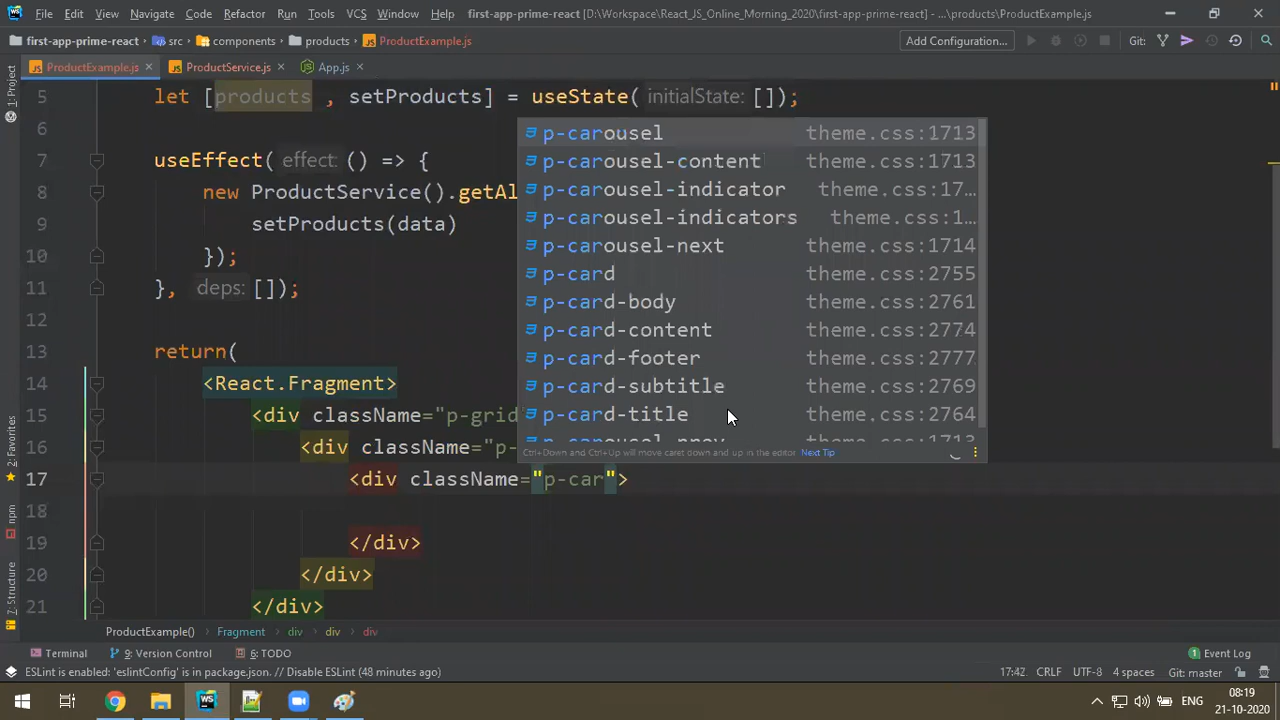 File Edit View Navigate Code Refactor Run Tools VCS Window Help first-app-prime-react [D:\Workspace\React_JS_Online_Morning_2020\first-app-prime-react] - ...\products\ProductExample.js
first-app-prime-react src components products ProductExample.js Add Configuration... Git:
ProductExample.js ProductService.js App.js
1: Project
2: Favorites
npm
7: Structure
5 let [products , setProducts] = useState( initialState: []);
6
7 useEffect( effect: () => {
8 new ProductService().getAl
9 setProducts(data)
10 });
11 }, deps: []);
12
13 return(
14 <React.Fragment>
15 <div className="p-grid
16 <div className="p-
17 <div className="p-car">
18
19 </div>
20 </div>
21 </div>
p-carousel theme.css:1713
p-carousel-content theme.css:1713
p-carousel-indicator theme.css:17...
p-carousel-indicators theme.css:1...
p-carousel-next theme.css:1714
p-card theme.css:2755
p-card-body theme.css:2761
p-card-content theme.css:2774
p-card-footer theme.css:2777
p-card-subtitle theme.css:2769
p-card-title theme.css:2764
p-carousel-prev theme.css:1713
Ctrl+Down and Ctrl+Up will move caret down and up in the editor Next Tip
ProductExample() Fragment div div div
Terminal 9: Version Control 6: TODO 1 Event Log
ESLint is enabled: 'eslintConfig' is in package.json. // Disable ESLint (48 minutes ago) 17:42 CRLF UTF-8 4 spaces Git: master
ENG 08:19
21-10-2020